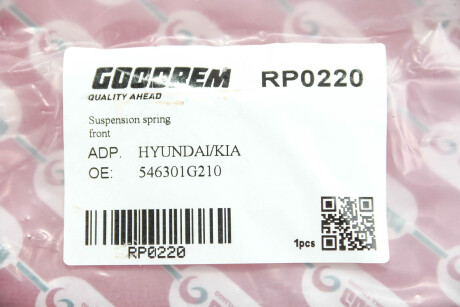 GOODREM RP0220
QUALITY AHEAD
Suspension spring
front
ADP. HYUNDAI/KIA
OE: 546301G210
RP0220
1pcs